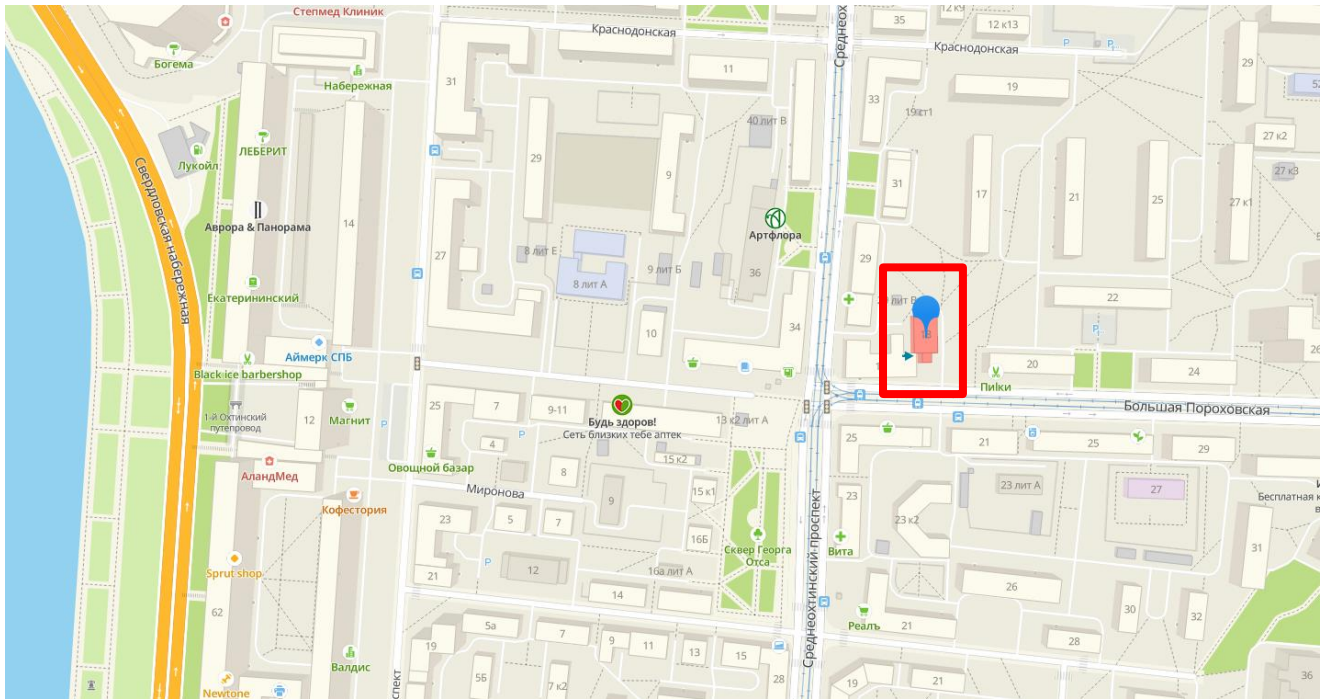 Степмед Клиник
12 к9
35
12 к13
Краснодонская
Среднеохтинский
Краснодонская
Богема
Набережная
31
11
19
29
33
40 лит В
27 к2
Лукойл
ЛЕБЕРИТ
29
9
31
17
21
25
27 к3
27 к1
14
Аврора & Панорама
Артфлора
Свердловская набережная
27
8 лит Е
9 лит Б
36
29
8 лит А
22
Екатерининский
10
34
18
26
Аймерк СПБ
20
24
Black ice barbershop
Пилки
1-й Охтинский
путепровод
12
Магнит
25
7
9-11
Будь здоров!
Сеть близких тебе аптек
13 к2 лит А
Большая Пороховская
4
25
21
25
29
Овощной базар
8
15 к2
АландМед
Миронова
9
15 к1
23 лит А
27
Бесплатная
Кофестория
23
5
7
16Б
Сквер Георга
Отса
23
23 к2
Вита
31
Среднеохтинский проспект
Sprut shop
21
12
16а лит А
14
26
62
5а
7
9
11
13
15
Реалъ
21
30
32
28
19
Валдис
5Б
7 к2
28
19
21
36
Newtone